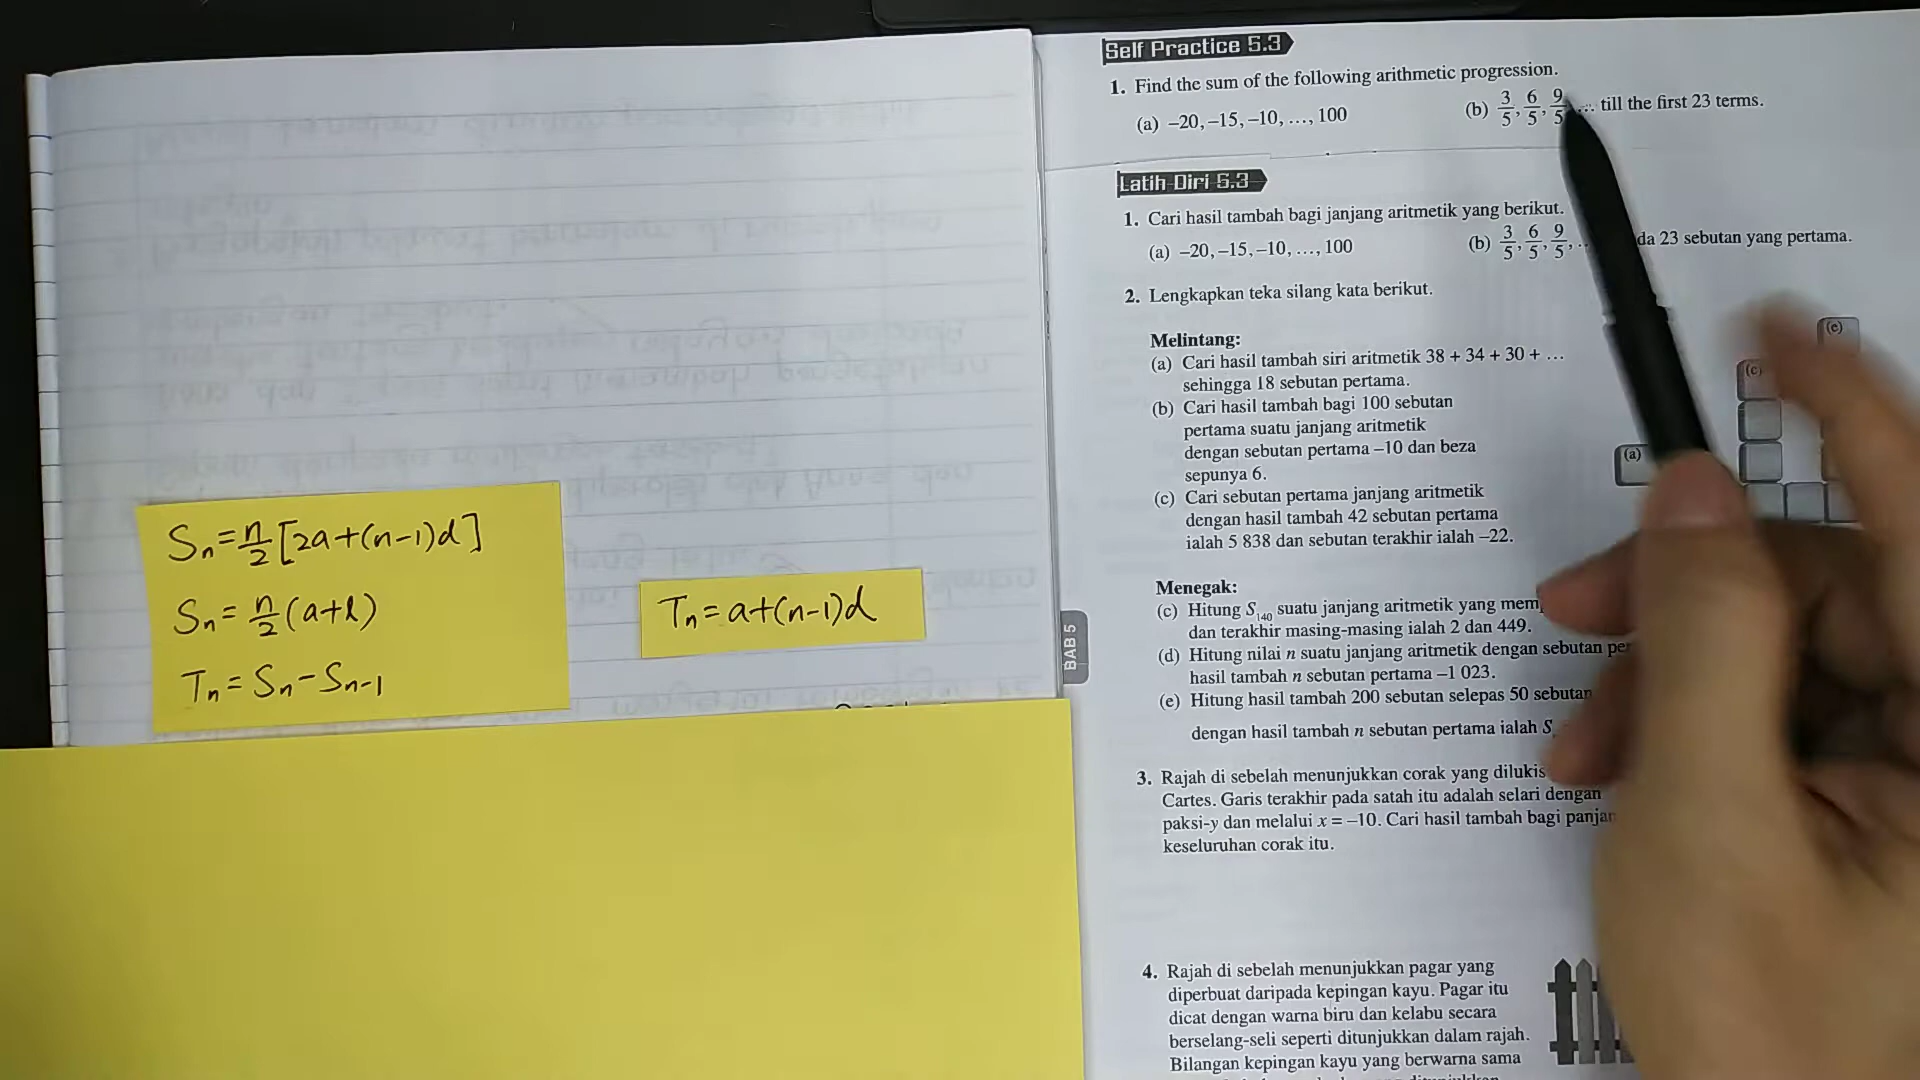 Sₙ = n/2 [2a+(n-1)d]
Sₙ = n/2 (a+l)
Tₙ = Sₙ - Sₙ₋₁
Tₙ = a+(n-1)d
Self Practice 5.3
1. Find the sum of the following arithmetic progression.
(a) –20, –15, –10, …, 100
(b) 3/5, 6/5, 9/5, … till the first 23 terms.
Latih Diri 5.3
1. Cari hasil tambah bagi janjang aritmetik yang berikut.
(a) –20, –15, –10, …, 100
(b) 3/5, 6/5, 9/5, 23 sebutan yang pertama.
2. Lengkapkan teka silang kata berikut.
Melintang:
(a) Cari hasil tambah siri aritmetik 38 + 34 + 30 + …
sehingga 18 sebutan pertama.
(b) Cari hasil tambah bagi 100 sebutan
pertama suatu janjang aritmetik
dengan sebutan pertama –10 dan beza
sepunya 6.
(c) Cari sebutan pertama janjang aritmetik
dengan hasil tambah 42 sebutan pertama
ialah 5 838 dan sebutan terakhir ialah –22.
Menegak:
(c) Hitung S₁₄₀ suatu janjang aritmetik yang
dan terakhir masing-masing ialah 2 dan 449.
(d) Hitung nilai n suatu janjang aritmetik dengan sebutan
hasil tambah n sebutan pertama –1 023.
(e) Hitung hasil tambah 200 sebutan selepas 50 sebutan
dengan hasil tambah n sebutan pertama ialah S
(a)
(c)
(e)
BAB 5
3. Rajah di sebelah menunjukkan corak yang
Cartes. Garis terakhir pada satah itu adalah selari dengan
paksi-y dan melalui x = –10. Cari hasil tambah bagi
keseluruhan corak itu.
4. Rajah di sebelah menunjukkan pagar yang
diperbuat daripada kepingan kayu. Pagar itu
dicat dengan warna biru dan kelabu secara
berselang-seli seperti ditunjukkan dalam rajah.
Bilangan kepingan kayu yang berwarna sama